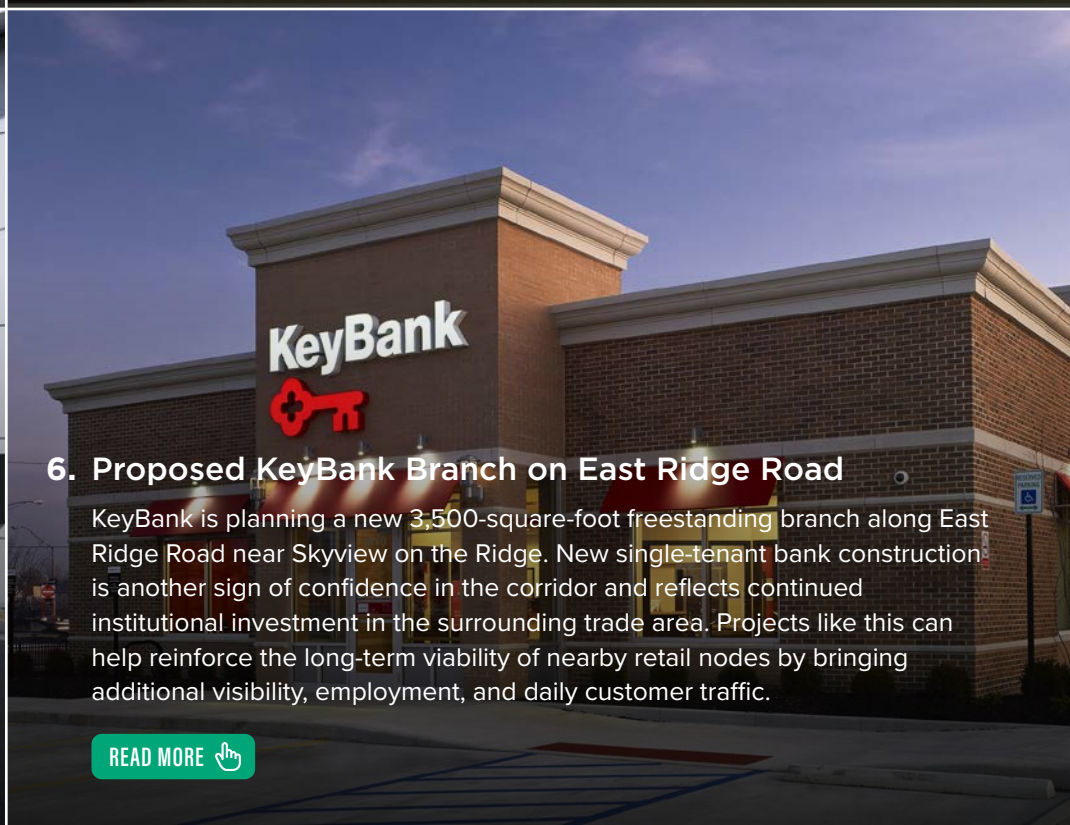 KeyBank
6. Proposed KeyBank Branch on East Ridge Road
KeyBank is planning a new 3,500-square-foot freestanding branch along East
Ridge Road near Skyview on the Ridge. New single-tenant bank construction
is another sign of confidence in the corridor and reflects continued
institutional investment in the surrounding trade area. Projects like this can
help reinforce the long-term viability of nearby retail nodes by bringing
additional visibility, employment, and daily customer traffic.
READ MORE
RESERVED
PARKING